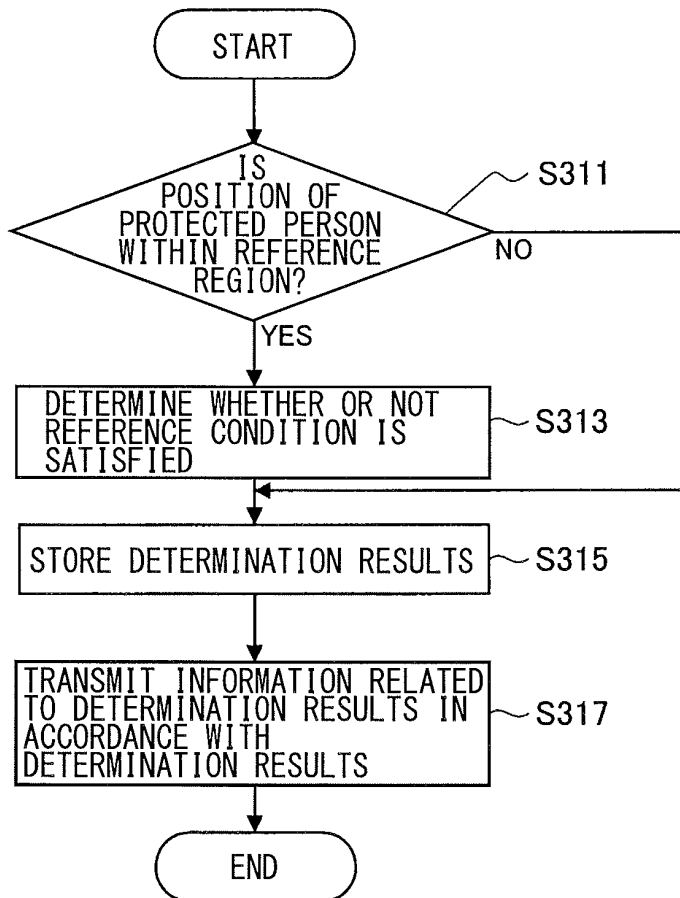 START
IS
POSITION OF
PROTECTED PERSON
WITHIN REFERENCE
REGION?
S311
NO
YES
DETERMINE WHETHER OR NOT
REFERENCE CONDITION IS
SATISFIED
S313
STORE DETERMINATION RESULTS
S315
TRANSMIT INFORMATION RELATED
TO DETERMINATION RESULTS IN
ACCORDANCE WITH
DETERMINATION RESULTS
S317
END